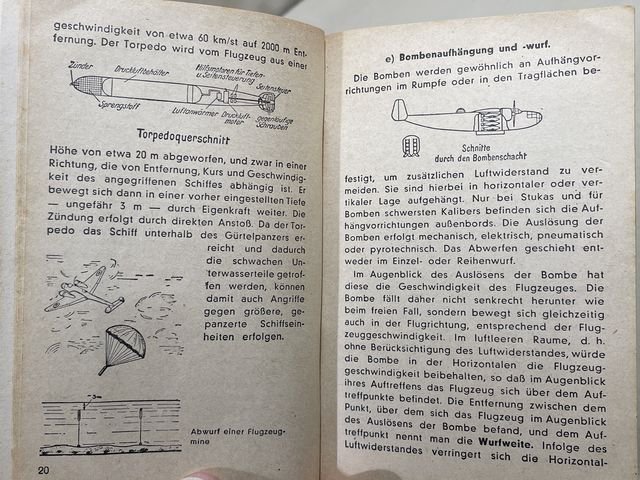 geschwindigkeit von etwa 60 km/st auf 2000 m Ent-
fernung. Der Torpedo wird vom Flugzeug aus einer
Zünder
Druckluftbehälter
Hilfsmotoren für Tiefen-
u. Seitensteuerung
Seitensteuer
Sprengstoff
Luftanwärmer
Druckluft-
motor
gegenläufige
Schrauben
Torpedoquerschnitt
Höhe von etwa 20 m abgeworfen, und zwar in einer
Richtung, die von Entfernung, Kurs und Geschwindig-
keit des angegriffenen Schiffes abhängig ist. Er
bewegt sich dann in einer vorher eingestellten Tiefe
— ungefähr 3 m — durch Eigenkraft weiter. Die
Zündung erfolgt durch direkten Anstoß. Da der Tor-
pedo das Schiff unterhalb des Gürtelpanzers er-
reicht und dadurch
die schwachen Un-
terwasserteile getrof-
fen werden, können
damit auch Angriffe
gegen größere, ge-
panzerte Schiffsein-
heiten erfolgen.
~3m
Abwurf einer Flugzeug-
mine
20
e) Bombenaufhängung und -wurf.
Die Bomben werden gewöhnlich an Aufhängevor-
richtungen im Rumpfe oder in den Tragflächen be-
Schnitte
durch den Bombenschacht
festigt, um zusätzlichen Luftwiderstand zu ver-
meiden. Sie sind hierbei in horizontaler oder ver-
tikaler Lage aufgehängt. Nur bei Stukas und für
Bomben schwersten Kalibers befinden sich die Auf-
hängvorrichtungen außenbords. Die Auslösung der
Bomben erfolgt mechanisch, elektrisch, pneumatisch
oder pyrotechnisch. Das Abwerfen geschieht ent-
weder im Einzel- oder Reihenwurf.
Im Augenblick des Auslösens der Bombe hat
diese die Geschwindigkeit des Flugzeuges. Die
Bombe fällt daher nicht senkrecht herunter wie
beim freien Fall, sondern bewegt sich gleichzeitig
auch in der Flugrichtung, entsprechend der Flug-
zeuggeschwindigkeit. Im luftleeren Raume, d. h.
ohne Berücksichtigung des Luftwiderstandes, würde
die Bombe in der Horizontalen die Flugzeug-
geschwindigkeit beibehalten, so daß im Augenblick
ihres Auftreffens das Flugzeug sich über dem Auf-
treffpunkte befindet. Die Entfernung zwischen dem
Punkt, über dem sich das Flugzeug im Augenblick
des Auslösens der Bombe befand, und dem Auf-
treffpunkt nennt man die Wurfweite. Infolge des
Luftwiderstandes verringert sich die Horizontal-